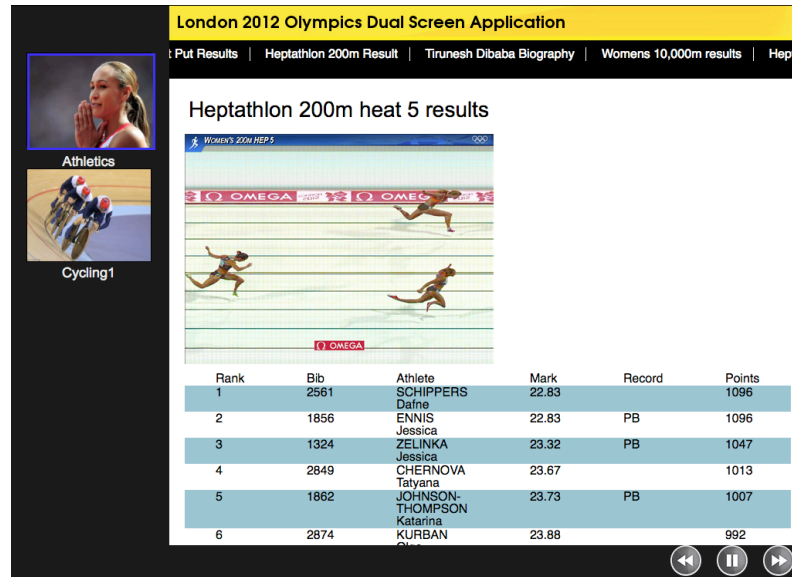 London 2012 Olympics Dual Screen Application
t Put Results | Heptathlon 200m Result | Tirunesh Dibaba Biography | Womens 10,000m results | Hep
Athletics
Cycling1
Heptathlon 200m heat 5 results
WOMEN'S 200M HEP 5
Ω OMEGA Ω OMEG
Ω OMEGA
Rank Bib Athlete Mark Record Points
1 2561 SCHIPPERS 22.83 1096
Dafne
2 1856 ENNIS 22.83 PB 1096
Jessica
3 1324 ZELINKA 23.32 PB 1047
Jessica
4 2849 CHERNOVA 23.67 1013
Tatyana
5 1862 JOHNSON- 23.73 PB 1007
THOMPSON
Katarina
6 2874 KURBAN 23.88 992